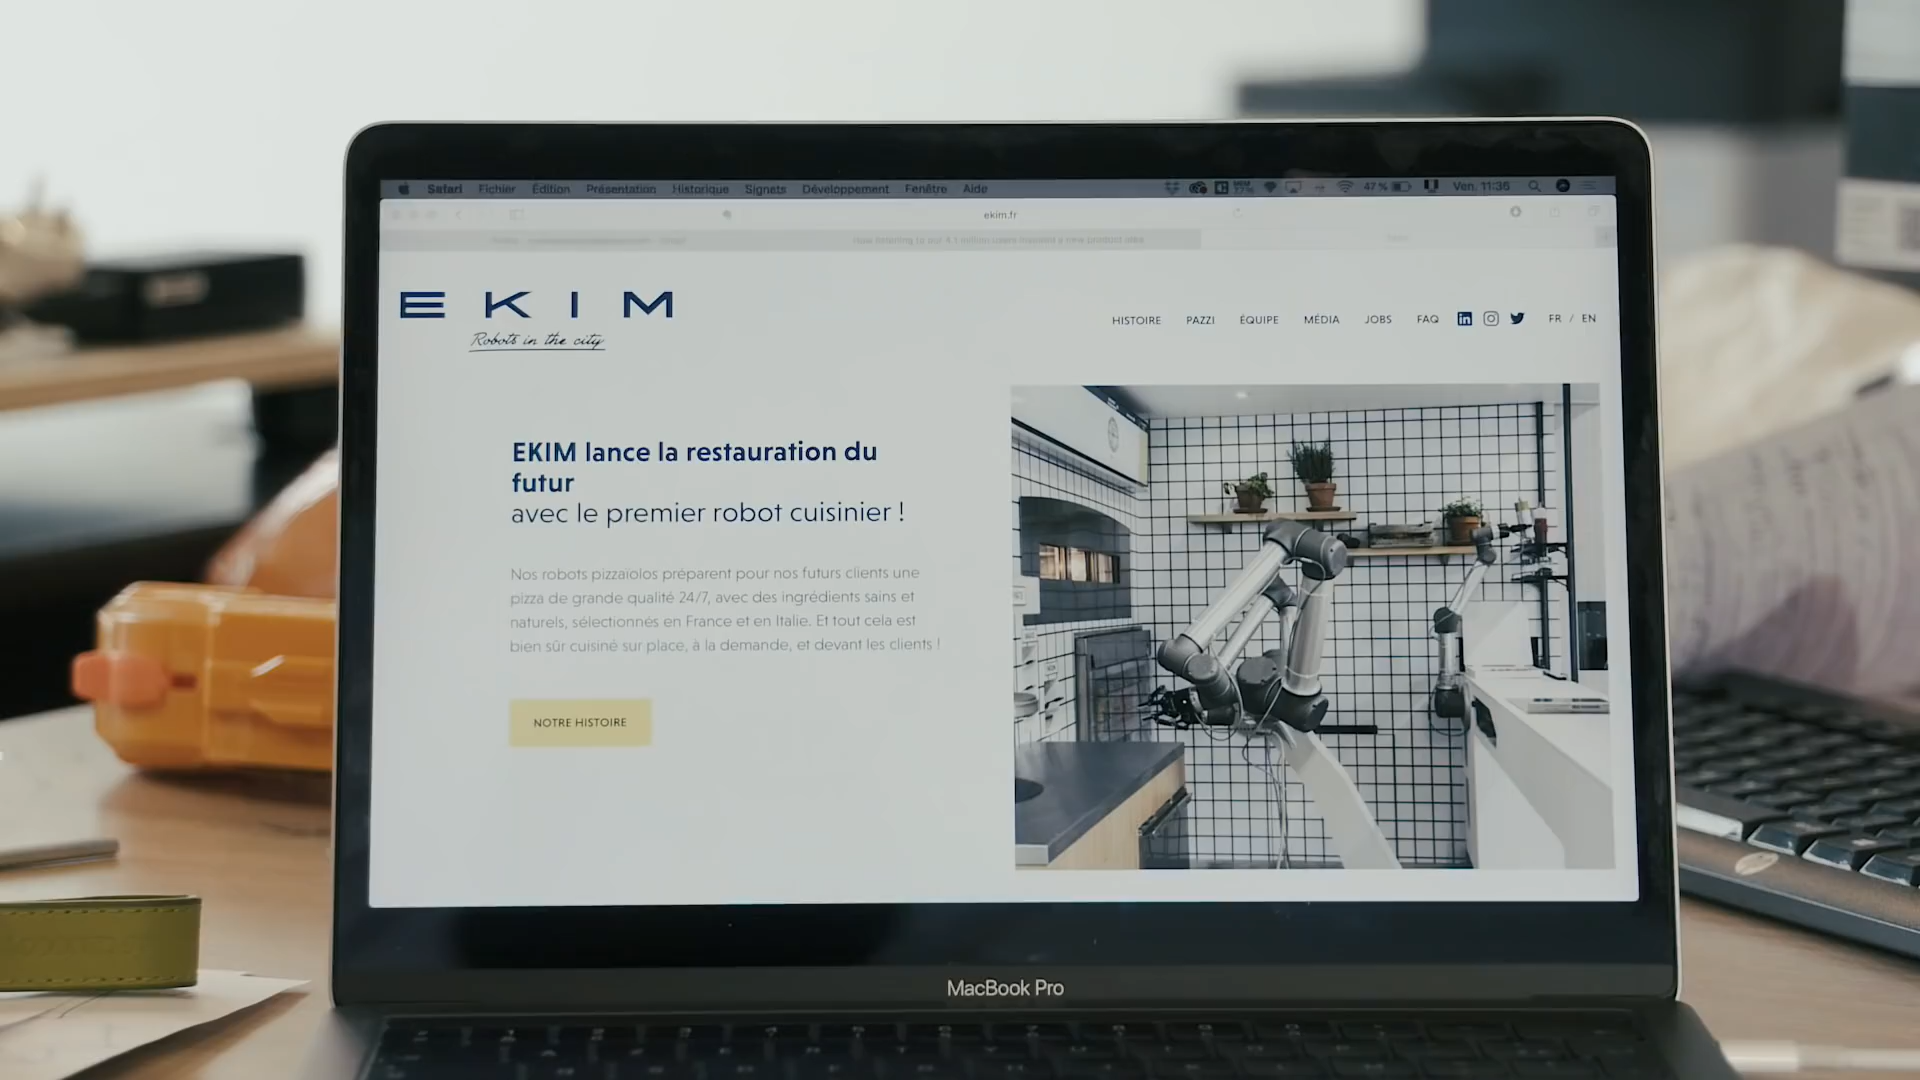 Safari Fichier Édition Présentation Historique Signets Développement Fenêtre Aide 47 % Ven. 11:36
ekim.fr
EKIM
Robots in the city
HISTOIRE PAZZI ÉQUIPE MÉDIA JOBS FAQ in FR / EN
EKIM lance la restauration du
futur
avec le premier robot cuisinier !
Nos robots pizzaïolos préparent pour nos futurs clients une
pizza de grande qualité 24/7, avec des ingrédients sains et
naturels, sélectionnés en France et en Italie. Et tout cela est
bien sûr cuisiné sur place, à la demande, et devant les clients !
NOTRE HISTOIRE
MacBook Pro